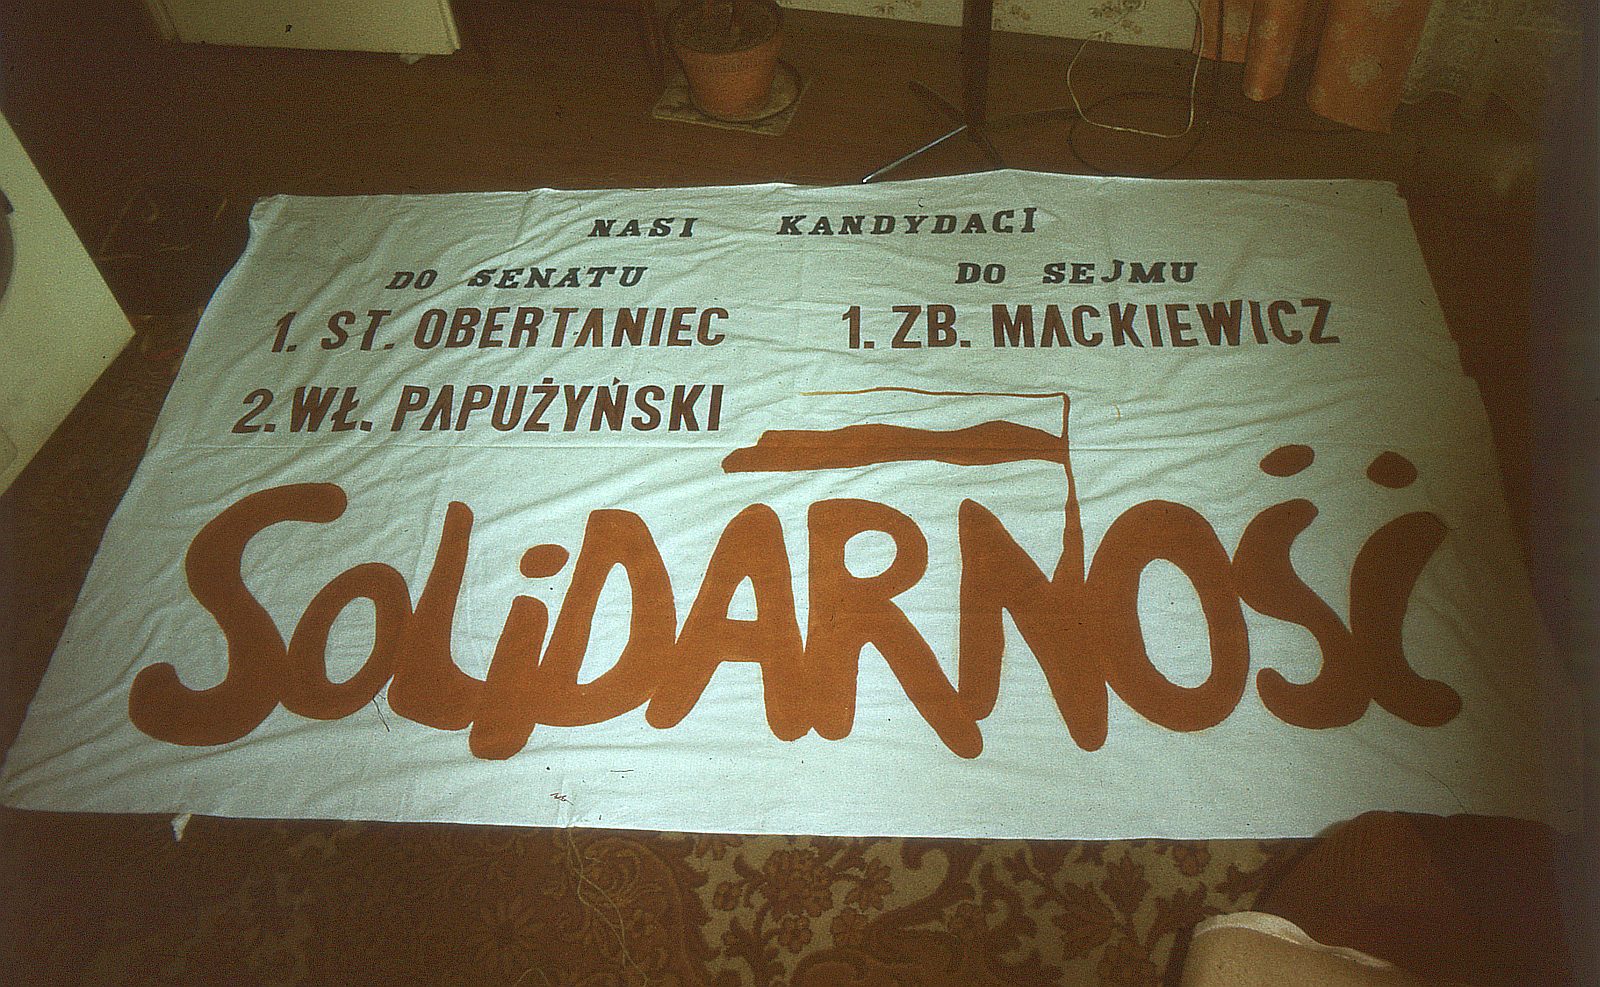 NASI KANDYDACI
DO SENATU
1. ST. OBERTANIEC
2. WŁ. PAPUŻYŃSKI
DO SEJMU
1. ZB. MACKIEWICZ
SOLiDARNOŚĆ